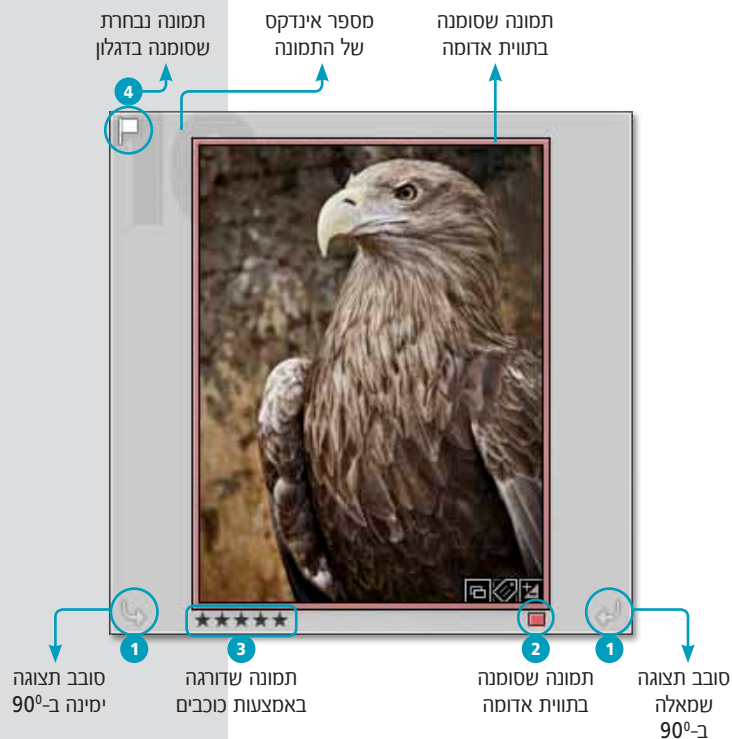 תמונה שסומנה
בתווית אדומה
מספר אינדקס
של התמונה
תמונה נבחרת
שסומנה בדגלון
4
1
2
3
1
סובב תצוגה
שמאלה
ב-90⁰
תמונה שסומנה
בתווית אדומה
תמונה שדורגה
באמצעות כוכבים
סובב תצוגה
ימינה ב-90⁰